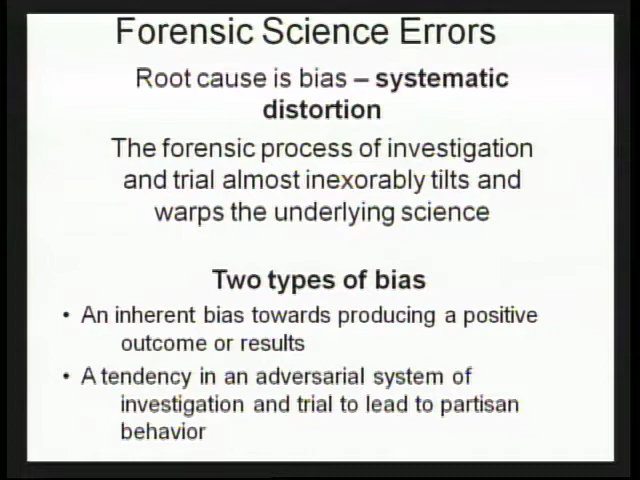 Forensic Science Errors
Root cause is bias – systematic
distortion
The forensic process of investigation
and trial almost inexorably tilts and
warps the underlying science
Two types of bias
• An inherent bias towards producing a positive
outcome or results
• A tendency in an adversarial system of
investigation and trial to lead to partisan
behavior